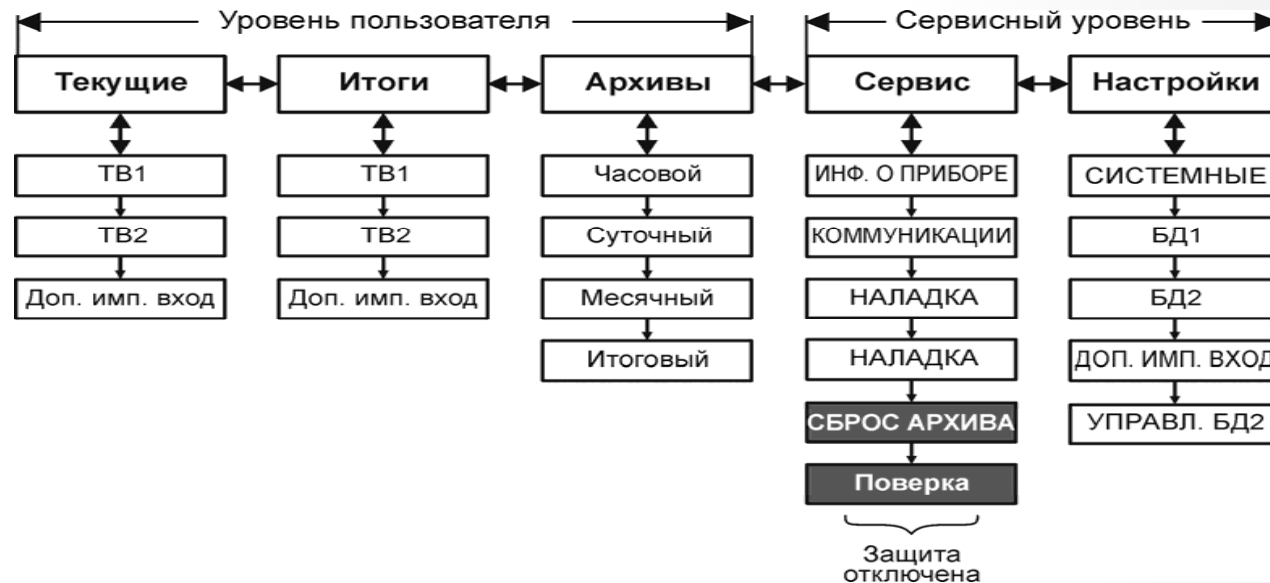 Уровень пользователя
Сервисный уровень
Текущие
Итоги
Архивы
Сервис
Настройки
ТВ1
ТВ1
Часовой
ИНФ. О ПРИБОРЕ
СИСТЕМНЫЕ
ТВ2
ТВ2
Суточный
КОММУНИКАЦИИ
БД1
Доп. имп. вход
Доп. имп. вход
Месячный
НАЛАДКА
БД2
Итоговый
НАЛАДКА
ДОП. ИМП. ВХОД
СБРОС АРХИВА
УПРАВЛ. БД2
Поверка
Защита
отключена